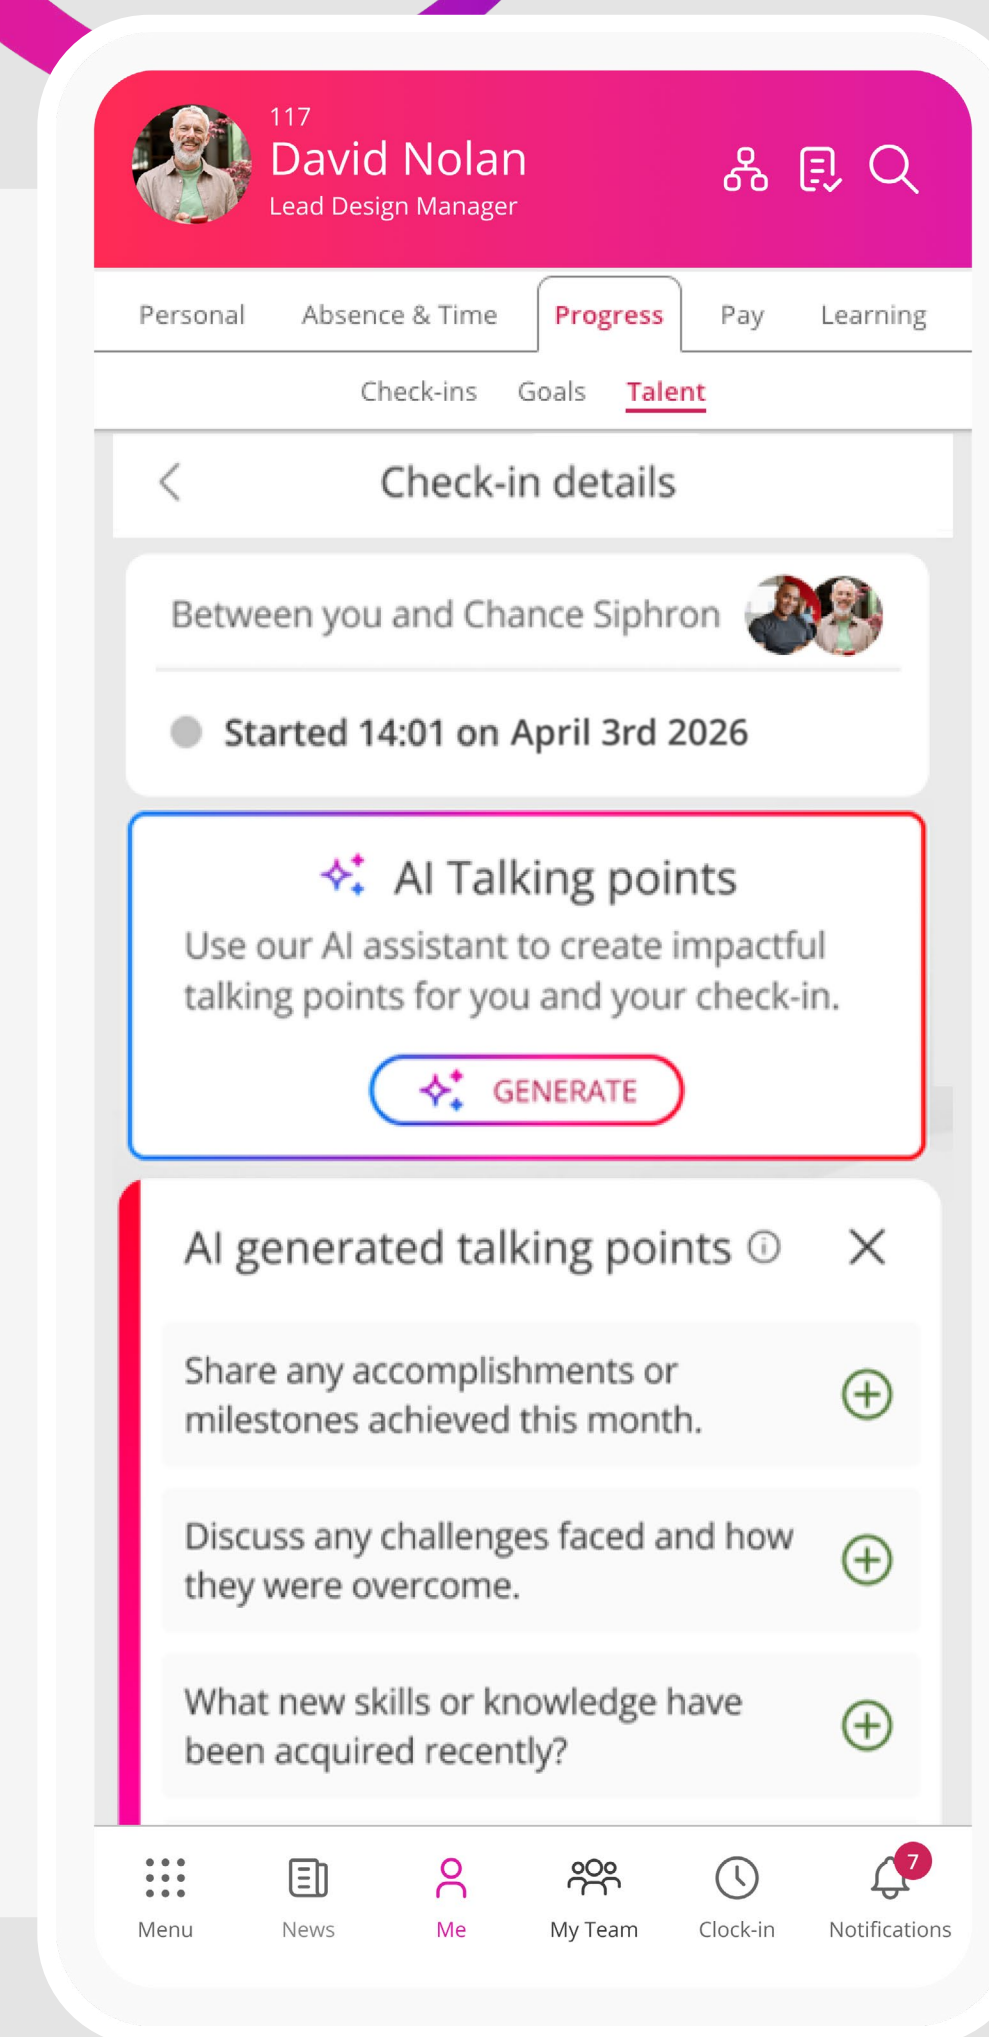 117
David Nolan
Lead Design Manager
Personal
Absence & Time
Progress
Pay
Learning
Check-ins
Goals
Talent
Check-in details
Between you and Chance Siphron
Started 14:01 on April 3rd 2026
AI Talking points
Use our AI assistant to create impactful
talking points for you and your check-in.
GENERATE
AI generated talking points
Share any accomplishments or
milestones achieved this month.
Discuss any challenges faced and how
they were overcome.
What new skills or knowledge have
been acquired recently?
7
Menu
News
Me
My Team
Clock-in
Notifications